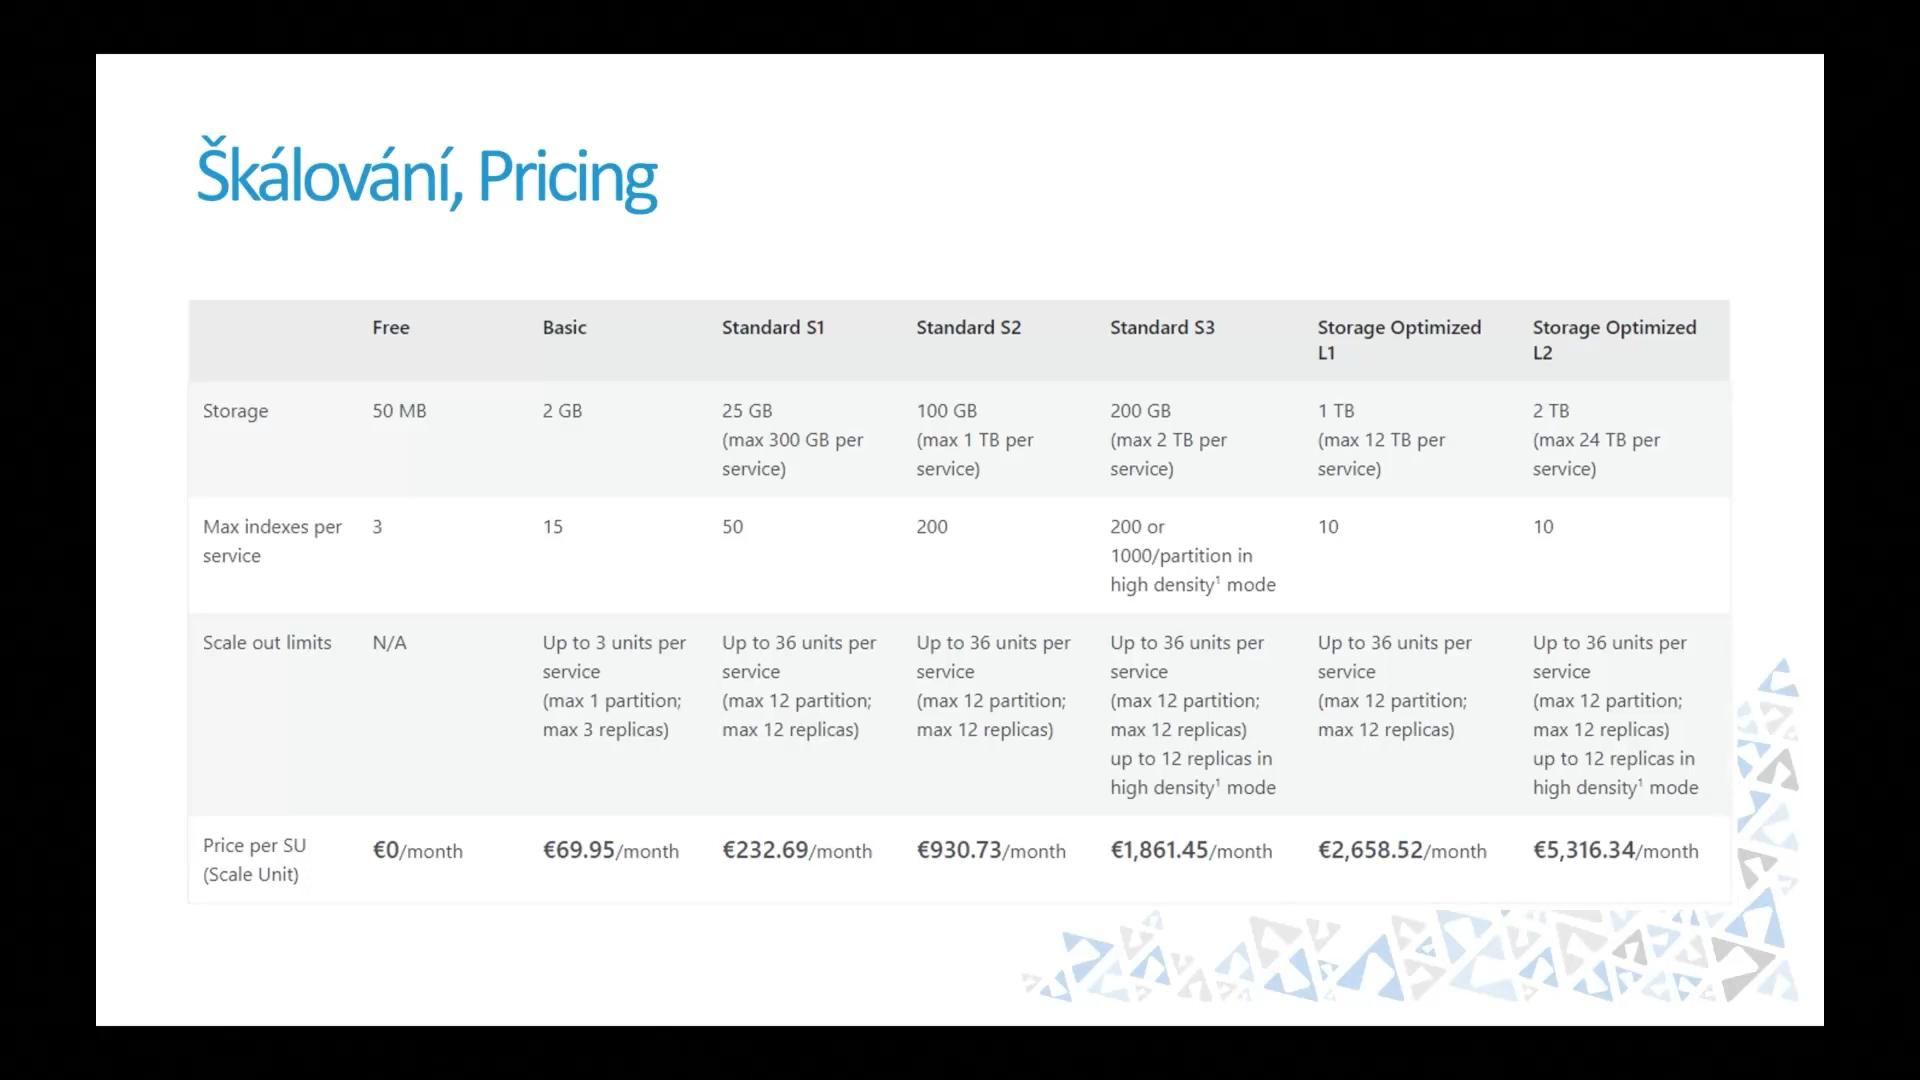 Škálování, Pricing
Free Basic Standard S1 Standard S2 Standard S3 Storage Optimized L1 Storage Optimized L2
Storage 50 MB 2 GB 25 GB (max 300 GB per service) 100 GB (max 1 TB per service) 200 GB (max 2 TB per service) 1 TB (max 12 TB per service) 2 TB (max 24 TB per service)
Max indexes per service 3 15 50 200 200 or 1000/partition in high density¹ mode 10 10
Scale out limits N/A Up to 3 units per service (max 1 partition; max 3 replicas) Up to 36 units per service (max 12 partition; max 12 replicas) Up to 36 units per service (max 12 partition; max 12 replicas) Up to 36 units per service (max 12 partition; max 12 replicas) up to 12 replicas in high density¹ mode Up to 36 units per service (max 12 partition; max 12 replicas) Up to 36 units per service (max 12 partition; max 12 replicas) up to 12 replicas in high density¹ mode
Price per SU (Scale Unit) €0/month €69.95/month €232.69/month €930.73/month €1,861.45/month €2,658.52/month €5,316.34/month